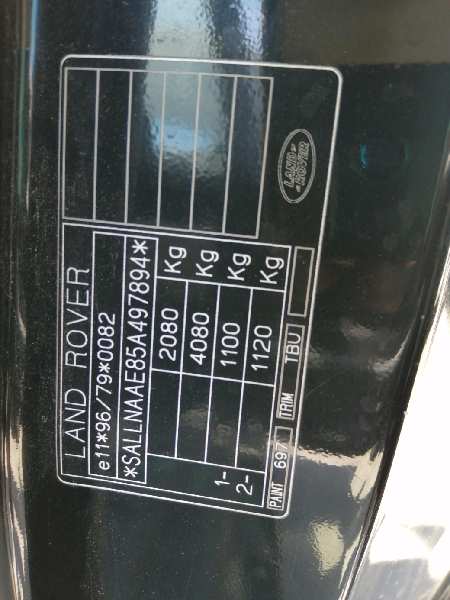 LAND ROVER
e11*96/79*0082
*SALLNAAE85A497894*
2080 Kg
4080 Kg
1- 1100 Kg
2- 1120 Kg
PAINT 697 TRIM TBU
LAND-
-ROVER